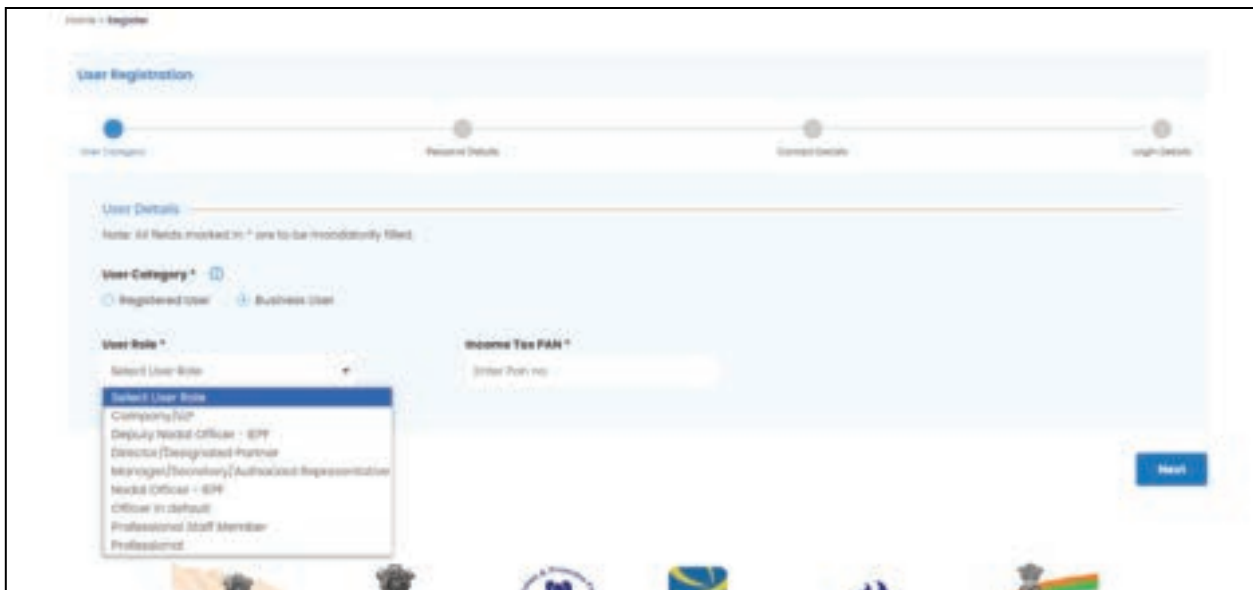 Home > Register
User Registration
User Category
Personal Details
Contact Details
Login Details
User Details
Note: All fields marked in * are to be mandatorily filled.
User Category *
Registered User Business User
User Role * Income Tax PAN *
Select User Role Enter Pan no
Select User Role
Company/LLP
Deputy Nodal Officer - IEPF
Director/Designated Partner
Manager/Secretary/Authorized Representative
Nodal Officer - IEPF
Officer in default
Professional Staff Member
Professional
Next